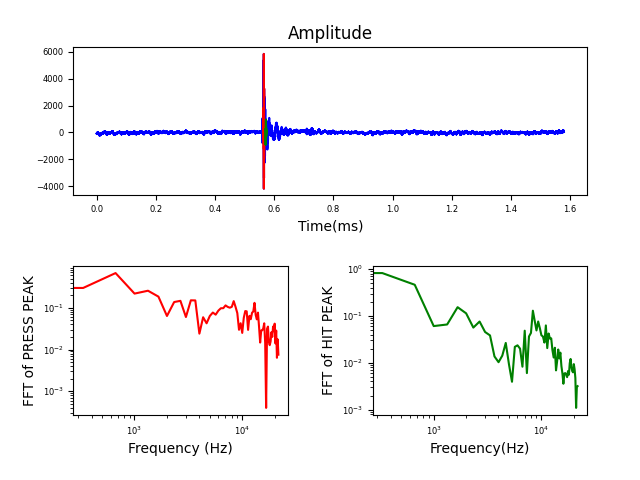 Amplitude
6000
4000
2000
0
−2000
−4000
0.0 0.2 0.4 0.6 0.8 1.0 1.2 1.4 1.6
Time(ms)
FFT of PRESS PEAK
10⁻¹
10⁻²
10⁻³
10³ 10⁴
Frequency (Hz)
FFT of HIT PEAK
10⁰
10⁻¹
10⁻²
10⁻³
10³ 10⁴
Frequency(Hz)